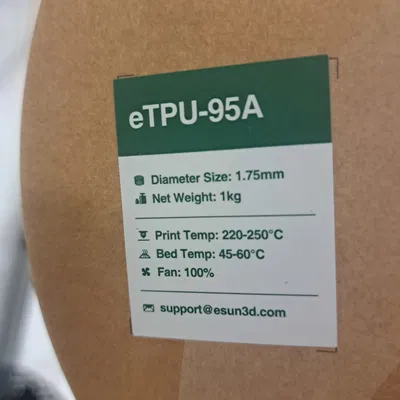 eTPU-95A
Diameter Size: 1.75mm
Net Weight: 1kg
Print Temp: 220-250°C
Bed Temp: 45-60°C
Fan: 100%
support@esun3d.com